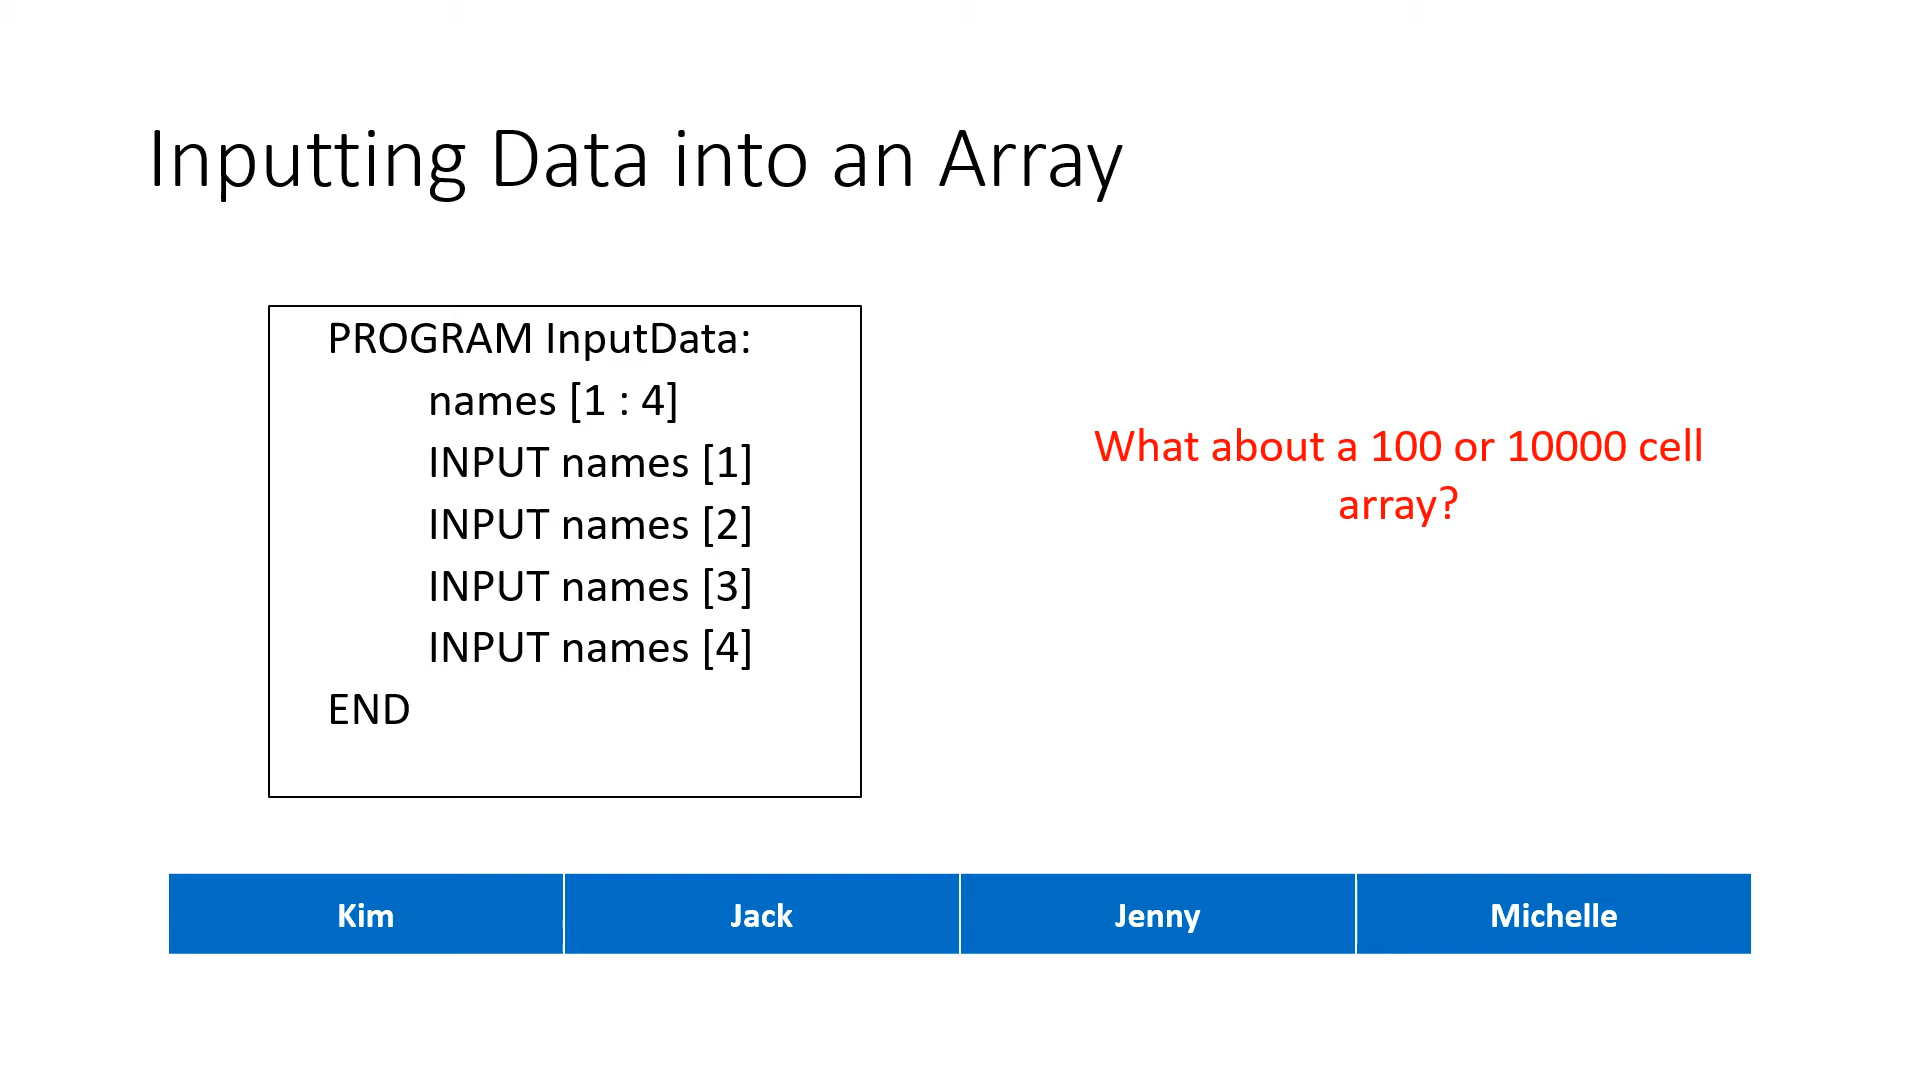 Inputting Data into an Array
PROGRAM InputData:
names [1 : 4]
INPUT names [1]
INPUT names [2]
INPUT names [3]
INPUT names [4]
END
What about a 100 or 10000 cell
array?
Kim Jack Jenny Michelle